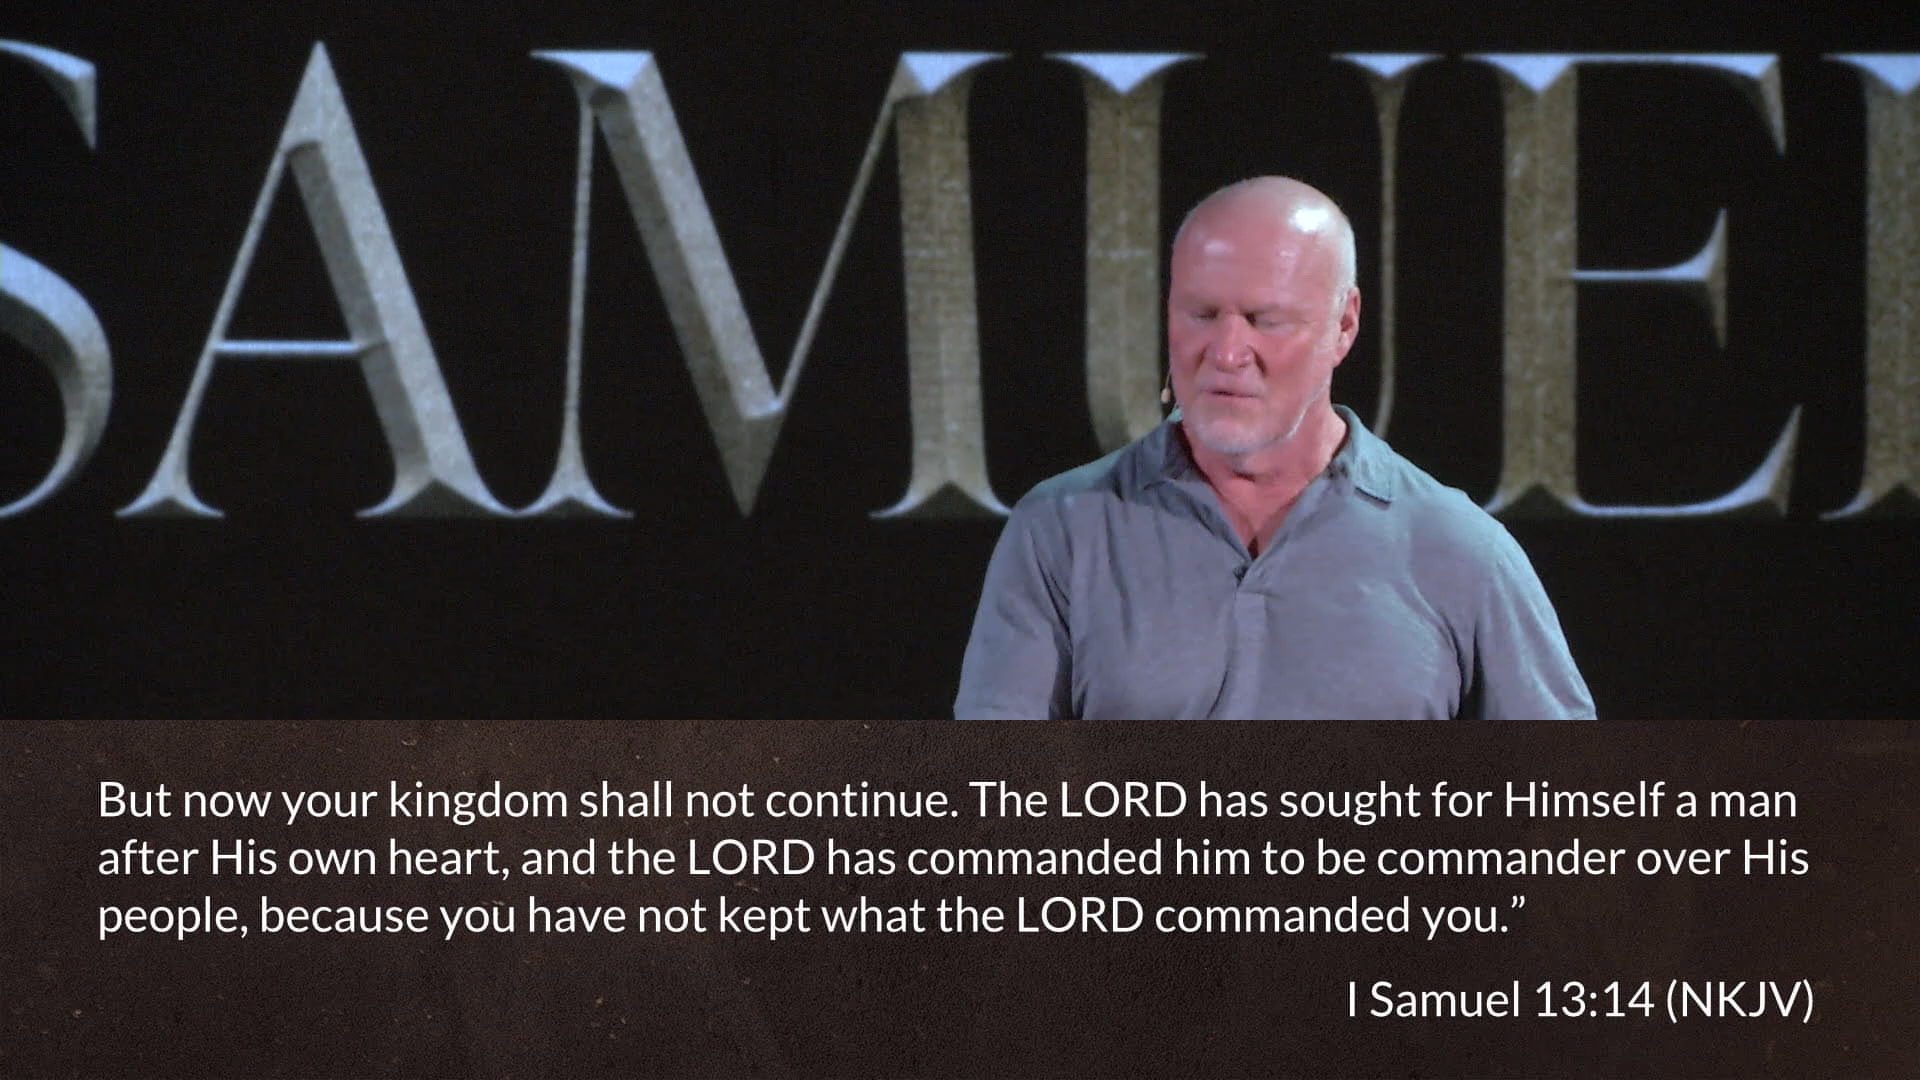 SAMUEL
But now your kingdom shall not continue. The LORD has sought for Himself a man
after His own heart, and the LORD has commanded him to be commander over His
people, because you have not kept what the LORD commanded you.”
I Samuel 13:14 (NKJV)